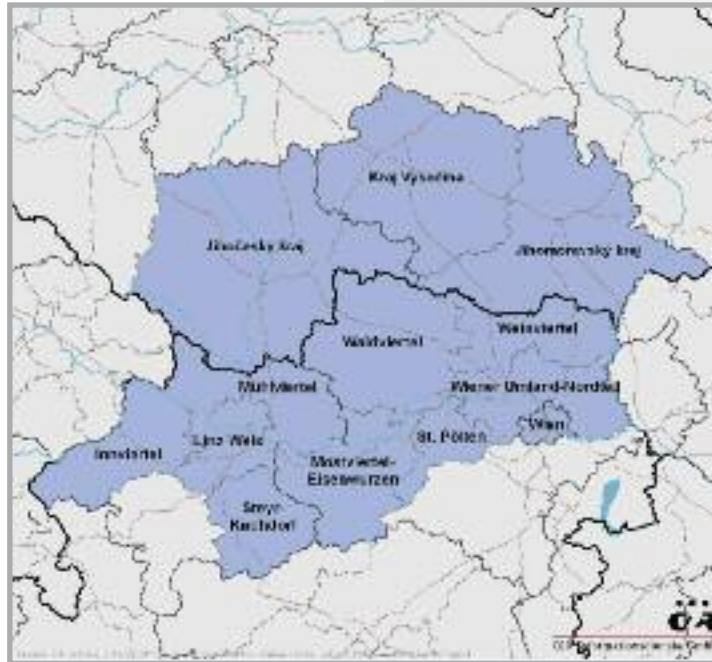 Kraj Vysočina
Jihočeský kraj
Jihomoravský kraj
Weinviertel
Waldviertel
Mühlviertel
Wiener Umland-Nordteil
Wien
St. Pölten
Linz-Wels
Innviertel
Mostviertel-
Eisenwurzen
Steyr-
Kirchdorf